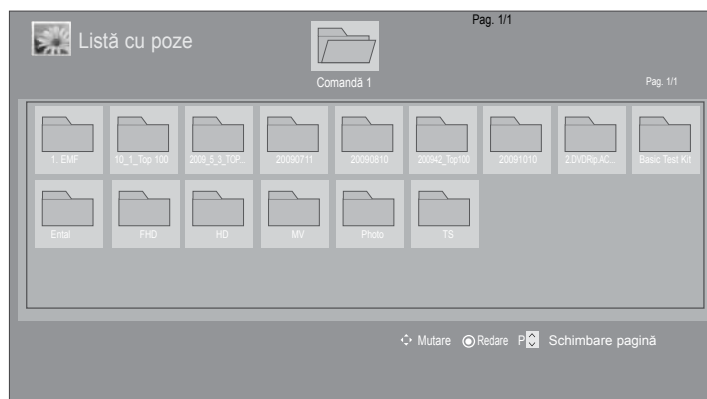 Pag. 1/1
Listă cu poze
Comandă 1
Pag. 1/1
1. EMF 10_1_Top 100 2009_5_3_TOP... 20090711 20090810 200942_Top100 20091010 2.DVDRip AC... Basic Test Kit
Ental FHD HD MV Photo TS
Mutare Redare P Schimbare pagină